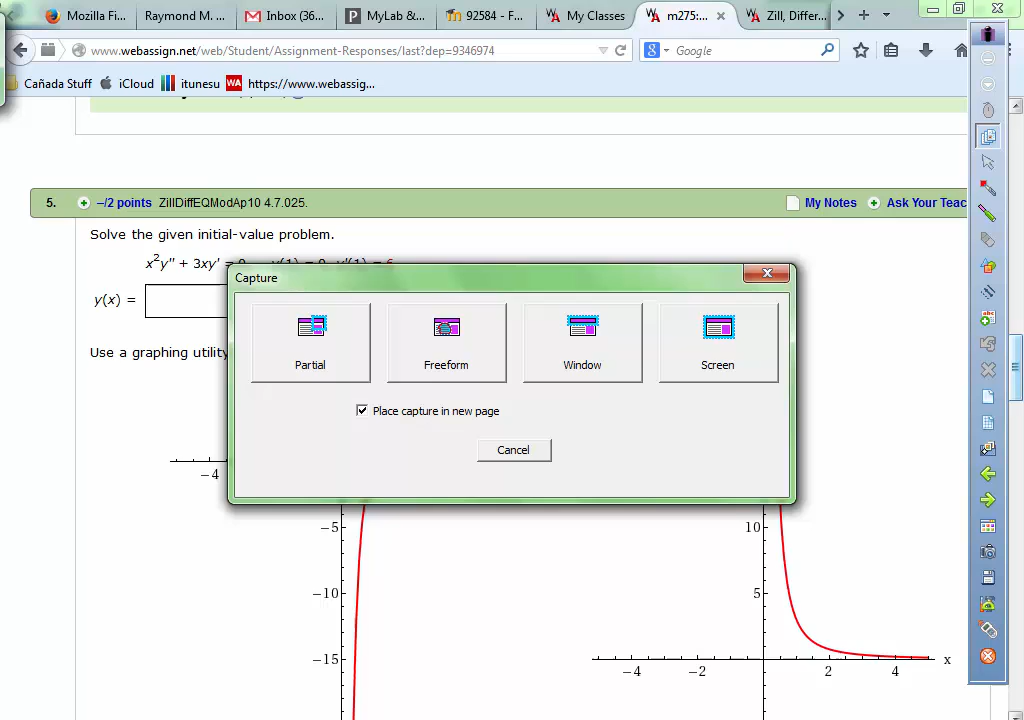 Mozilla Fi...
Raymond M. ...
Inbox (36...
MyLab &...
92584 - F...
My Classes
m275:...
Zill, Differ...
www.webassign.net/web/Student/Assignment-Responses/last?dep=9346974
Google
Cañada Stuff
iCloud
itunesu
WA https://www.webassig...
5.
–/2 points ZillDiffEQModAp10 4.7.025.
My Notes
Ask Your Teac
Solve the given initial-value problem.
x²y" + 3xy' =
y(x) =
Use a graphing utility
Capture
Partial
Freeform
Window
Screen
Place capture in new page
Cancel
−4
−5
−10
−15
10
5
−4
−2
2
4
x